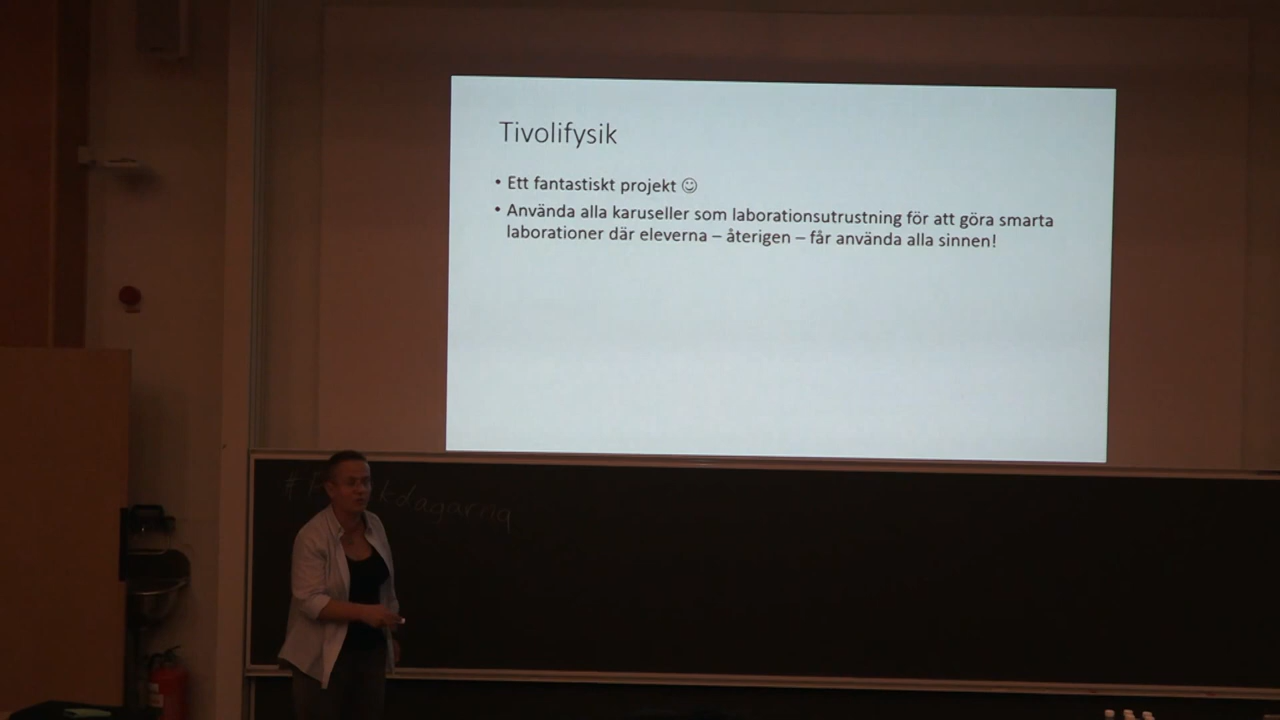 Tivolifysik
• Ett fantastiskt projekt ☺
• Använda alla karuseller som laborationsutrustning för att göra smarta
laborationer där eleverna – återigen – får använda alla sinnen!